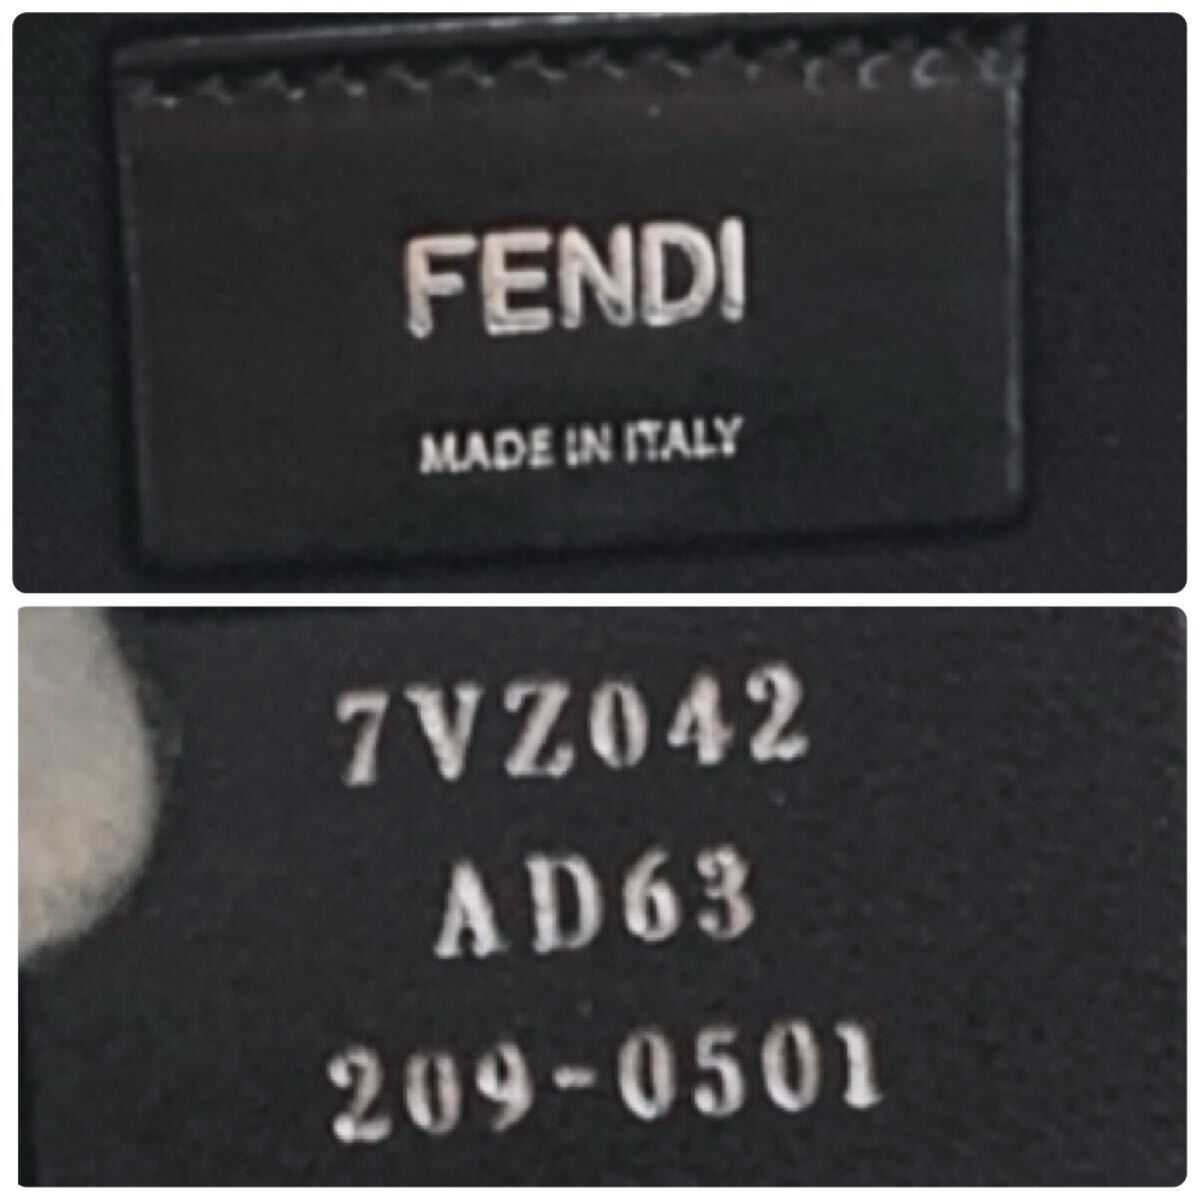 FENDI
MADE IN ITALY
7VZ042
AD63
209-0501